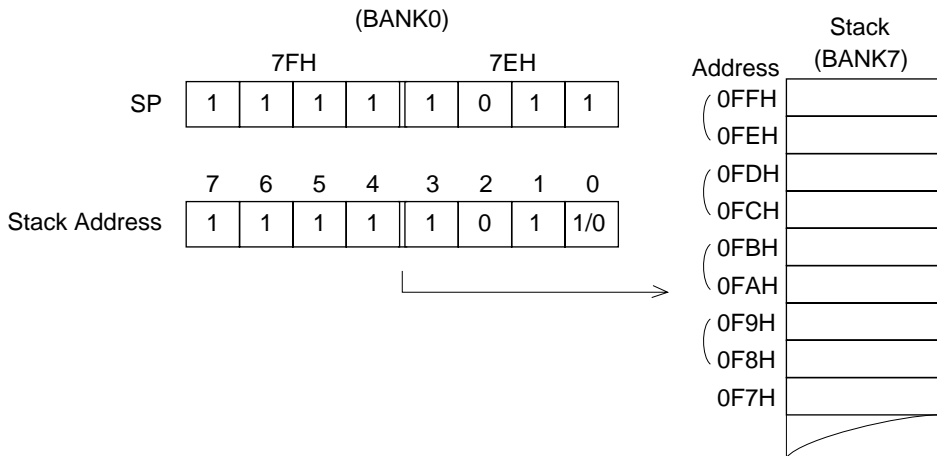 (BANK0)
7FH 7EH
SP 1 1 1 1 1 0 1 1
7 6 5 4 3 2 1 0
Stack Address 1 1 1 1 1 0 1 1/0
Stack
(BANK7)
Address
0FFH
0FEH
0FDH
0FCH
0FBH
0FAH
0F9H
0F8H
0F7H